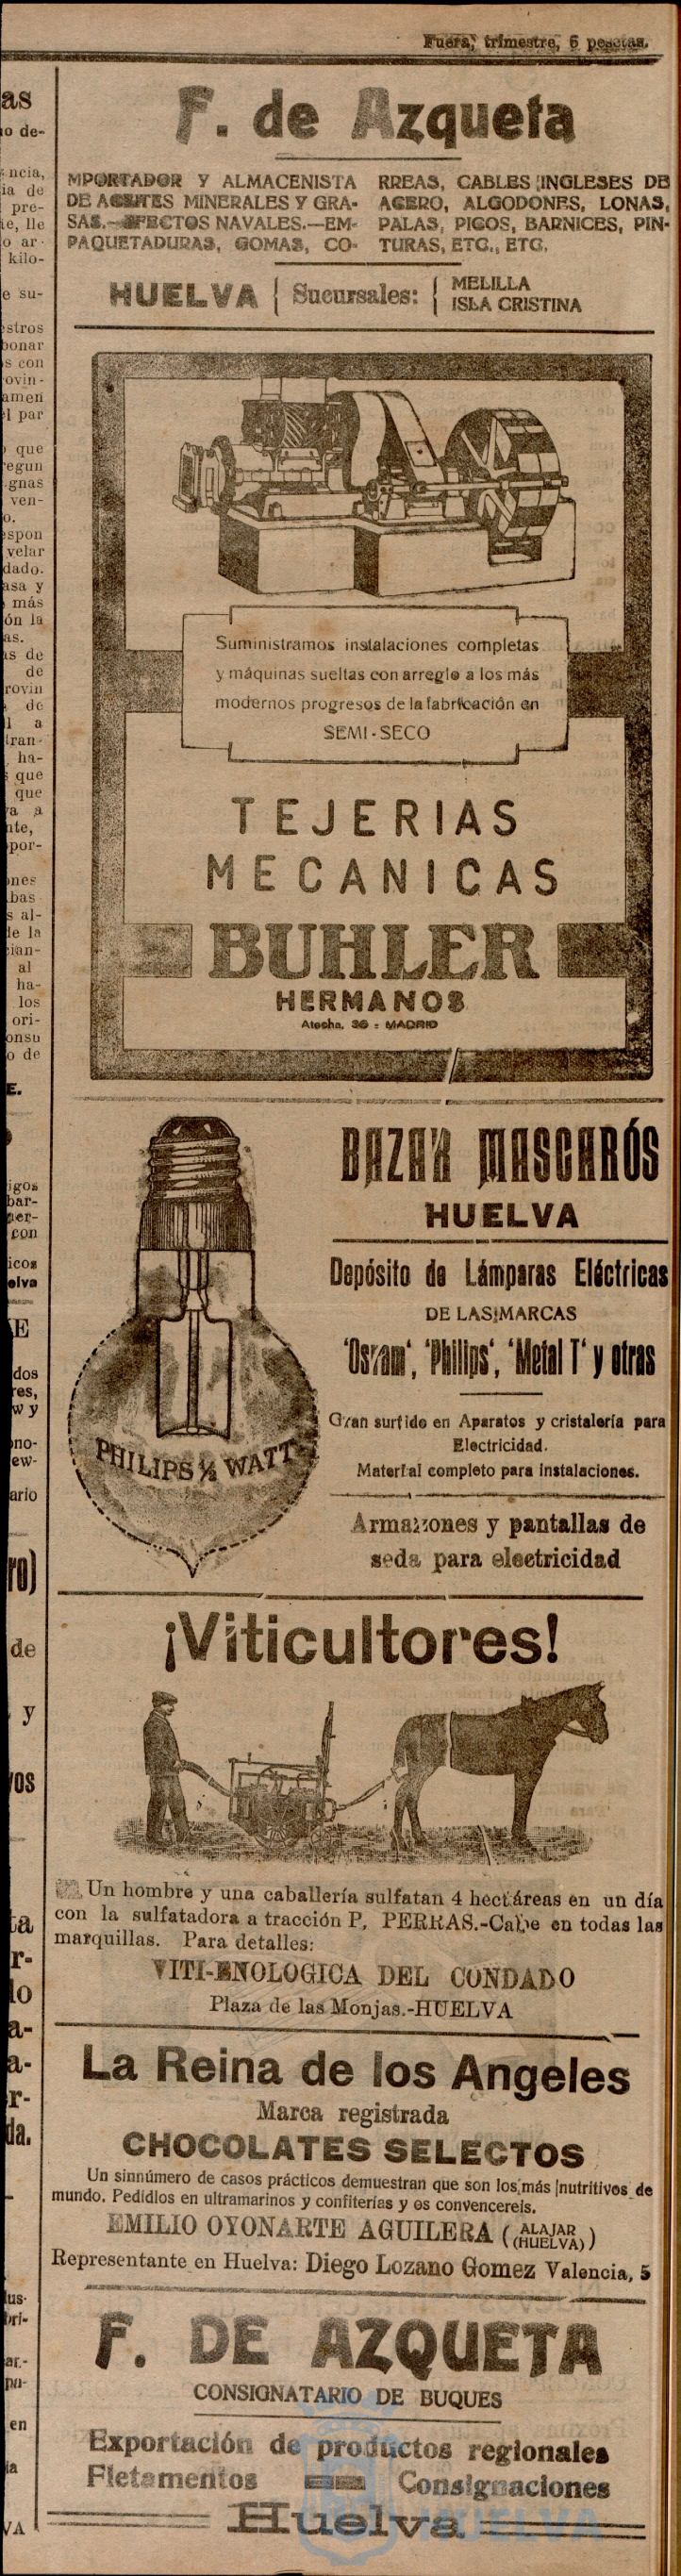 Fuera, trimestre, 6 pesetas.
F. de Azqueta
MPORTADOR Y ALMACENISTA
DE ACEITES MINERALES Y GRA-
SAS.—EFECTOS NAVALES.—EM-
PAQUETADURAS, GOMAS, CO-
RREAS, CABLES INGLESES DE
ACERO, ALGODONES, LONAS,
PALAS, PICOS, BARNICES, PIN-
TURAS, ETC., ETC.
HUELVA { Sucursales: { MELILLA
ISLA CRISTINA
Suministramos instalaciones completas
y máquinas sueltas con arreglo a los más
modernos progresos de la fabricación en
SEMI-SECO
TEJERIAS
MECANICAS
BUHLER
HERMANOS
Atocha, 36 : MADRID
BAZAR MASCARÓS
HUELVA
Depósito de Lámparas Eléctricas
DE LAS MARCAS
'Osram', 'Philips', 'Metal T' y otras
Gran surtido en Aparatos y cristalería para
Electricidad.
Material completo para instalaciones.
Armazones y pantallas de
seda para electricidad
PHILIPS ½ WATT
¡Viticultores!
Un hombre y una caballería sulfatan 4 hectáreas en un día
con la sulfatadora a tracción P. PERRAS.-Cabe en todas las
marquillas. Para detalles:
VITI-ENOLOGICA DEL CONDADO
Plaza de las Monjas.-HUELVA
La Reina de los Angeles
Marca registrada
CHOCOLATES SELECTOS
Un sinnúmero de casos prácticos demuestran que son los más nutritivos de
mundo. Pedidlos en ultramarinos y confiterías y os convencereis.
EMILIO OYONARTE AGUILERA (ALAJAR
(HUELVA))
Representante en Huelva: Diego Lozano Gomez Valencia, 5
F. DE AZQUETA
CONSIGNATARIO DE BUQUES
Exportación de productos regionales
Fletamentos Consignaciones
Huelva
HUELVA